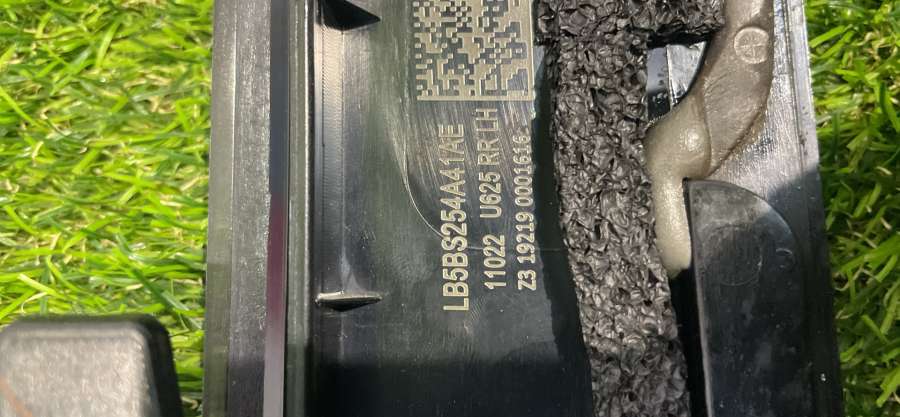 LB5BS254A41AE
11022 U625 RR LH
Z3 19219 0001616